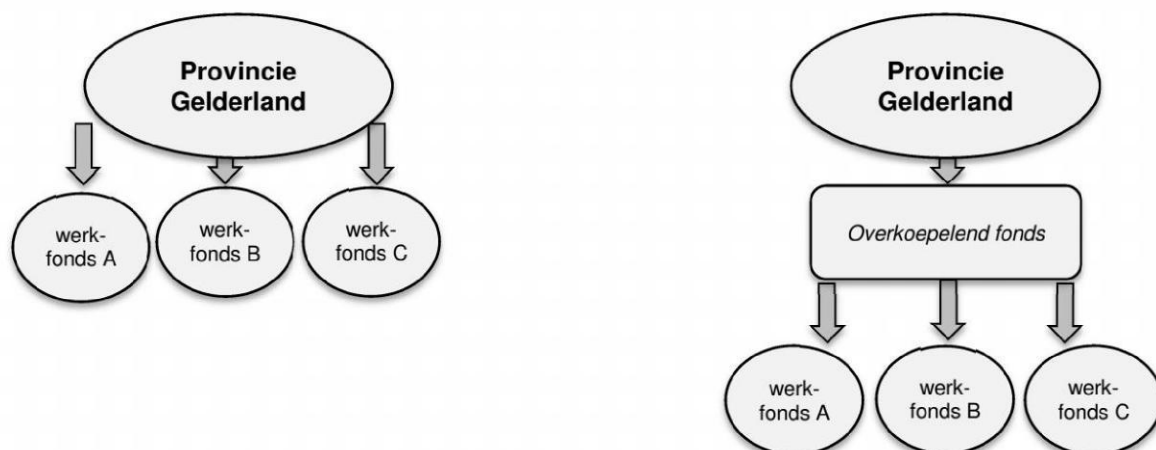 Provincie
Gelderland
werk-
fonds A
werk-
fonds B
werk-
fonds C
Provincie
Gelderland
Overkoepelend fonds
werk-
fonds A
werk-
fonds B
werk-
fonds C